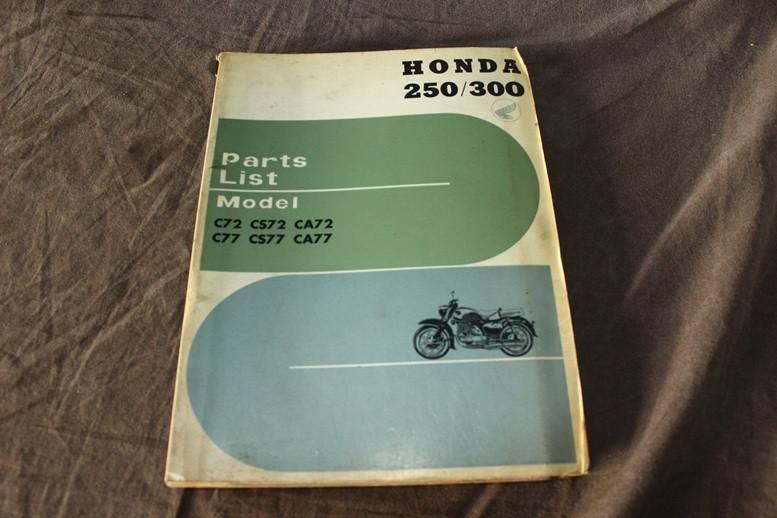 HONDA
250/300
Parts
List
Model
C72 CS72 CA72
C77 CS77 CA77